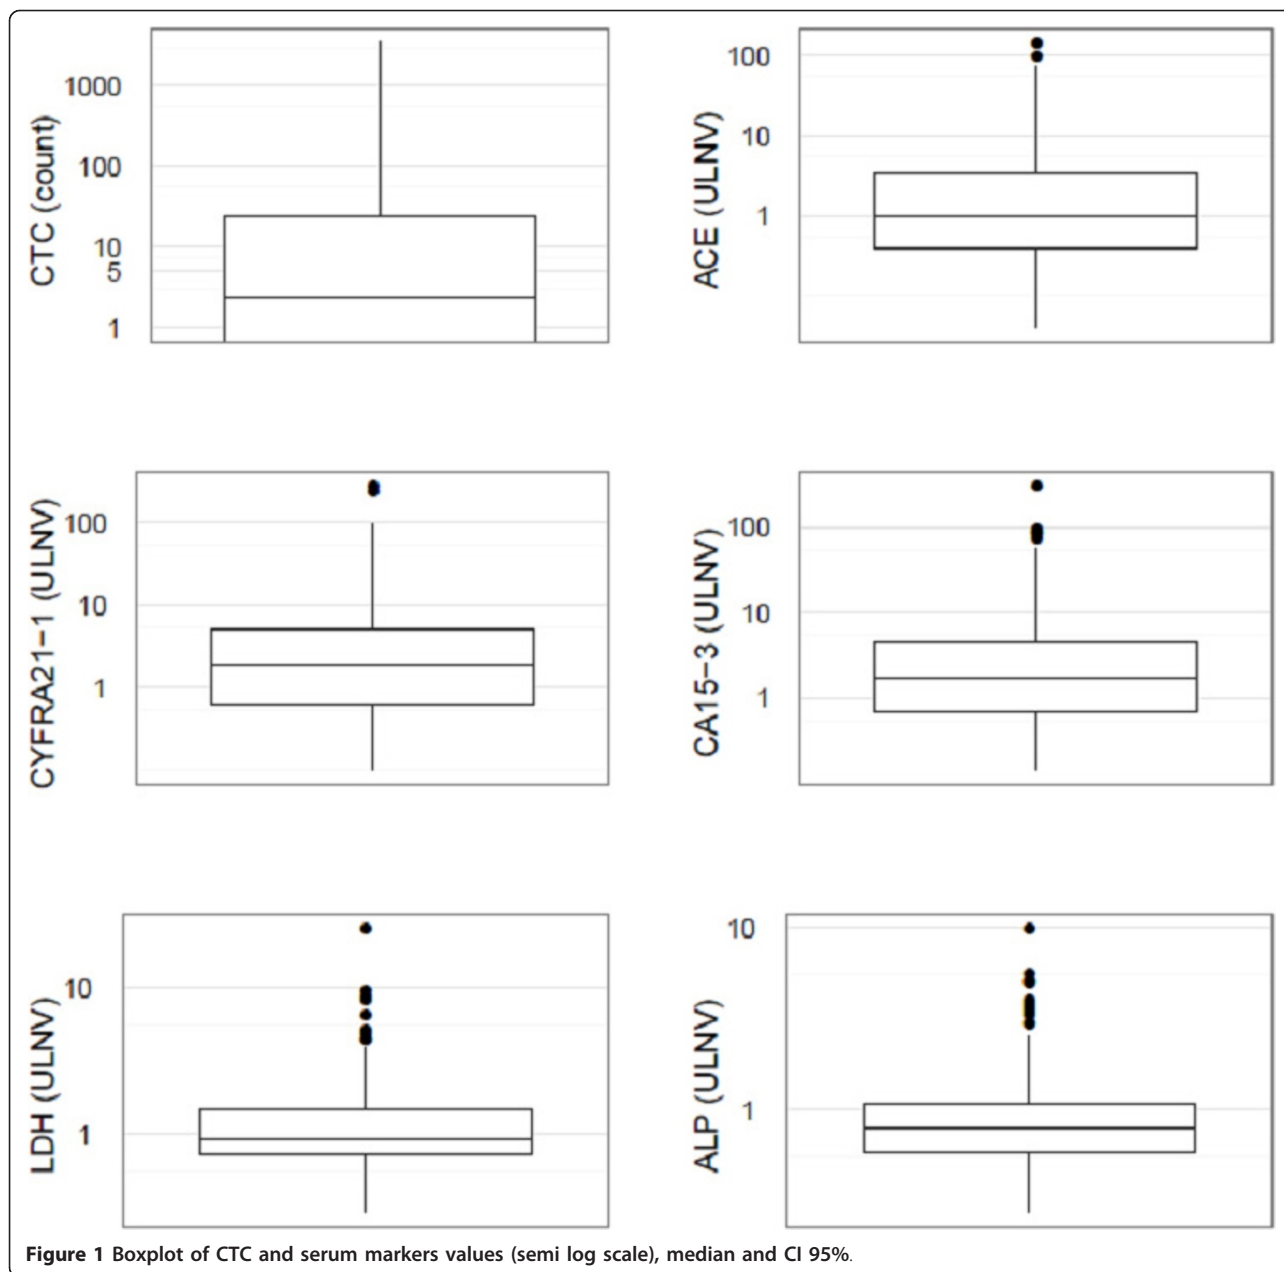 CTC (count)
1000
100
10
5
1
ACE (ULNV)
100
10
1
CYFRA21-1 (ULNV)
100
10
1
CA15-3 (ULNV)
100
10
1
LDH (ULNV)
10
1
ALP (ULNV)
10
1
Figure 1 Boxplot of CTC and serum markers values (semi log scale), median and CI 95%.